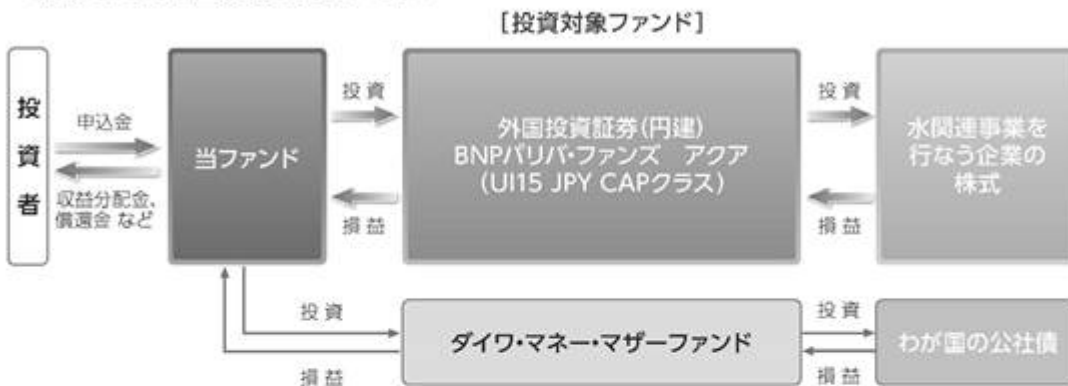 [投資対象ファンド]
投資者
申込金
収益分配金、
償還金 など
当ファンド
投資
損益
外国投資証券(円建)
BNPパリバ・ファンズ アクア
(UI15 JPY CAPクラス)
投資
損益
水関連事業を
行なう企業の
株式
投資
損益
ダイワ・マネー・マザーファンド
投資
損益
わが国の公社債